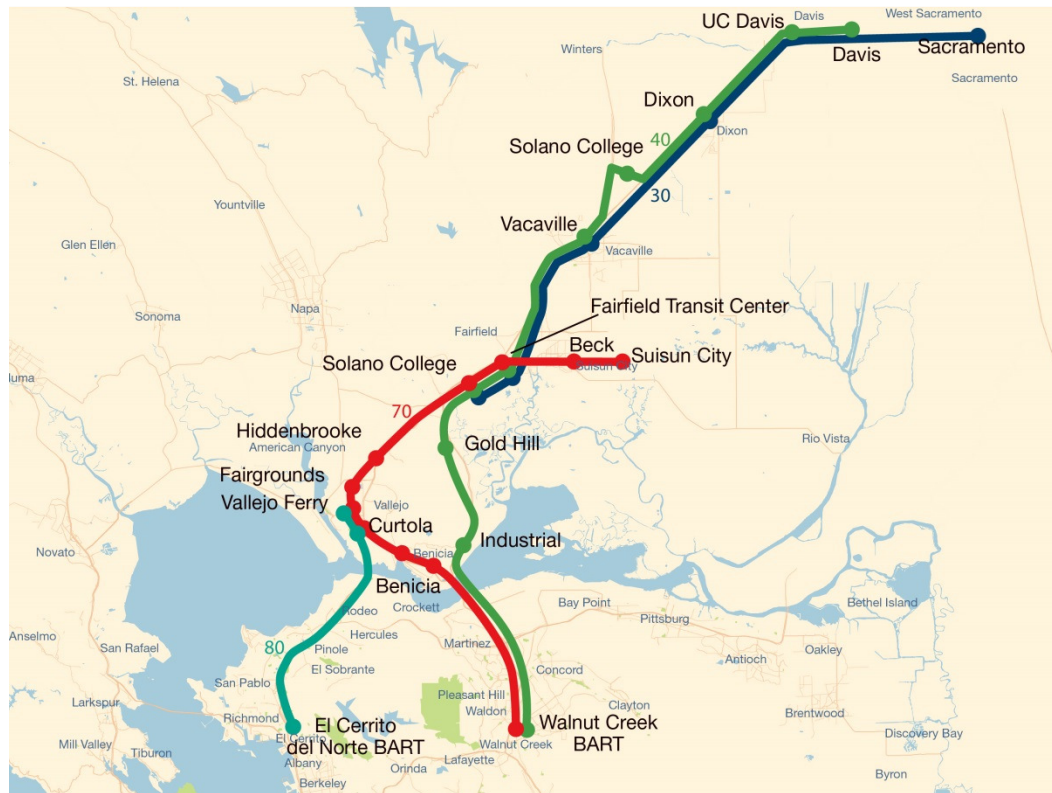 UC Davis
Davis
West Sacramento
Davis
Sacramento
Winters
Sacramento
St. Helena
Dixon
Dixon
40
Solano College
30
Yountville
Vacaville
Vacaville
Glen Ellen
Fairfield Transit Center
Napa
Sonoma
Fairfield
Beck
Suisun City
Solano College
Suisun City
luma
70
Hiddenbrooke
American Canyon
Gold Hill
Rio Vista
Fairgrounds
Vallejo Ferry
Vallejo
Curtola
Industrial
Novato
Benicia
Benicia
Crockett
Bay Point
Bethel Island
Rodeo
Pittsburg
Anselmo
Hercules
San Rafael
80
Pinole
Martinez
Oakley
El Sobrante
Antioch
Concord
San Pablo
Pleasant Hill
Larkspur
Waldon
Clayton
Brentwood
Richmond
El Cerrito
del Norte BART
Walnut Creek
BART
El Cerrito
Discovery Bay
Mill Valley
Tiburon
Albany
Walnut Creek
Lafayette
Orinda
Byron
Berkeley